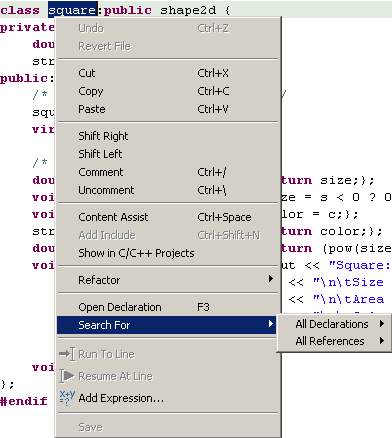 class square:public shape2d {
private
Undo Ctrl+Z
dou
Revert File
str
public:
Cut Ctrl+X
/* Copy Ctrl+C */
squ Paste Ctrl+V
vir
Shift Right
Shift Left
/* Comment Ctrl+/
dou Uncomment Ctrl+\ turn size;};
voi ze = s < 0 ? 0
voi Content Assist Ctrl+Space lor = c;};
str Add Include Ctrl+Shift+N turn color;};
dou Show in C/C++ Projects turn (pow(size
voi ut << "Square:
Refactor << "\n\tSize
<< "\n\tArea
Open Declaration F3
Search For
All Declarations
All References
Run To Line
voi Resume At Line
};
Add Expression...
#endif
Save